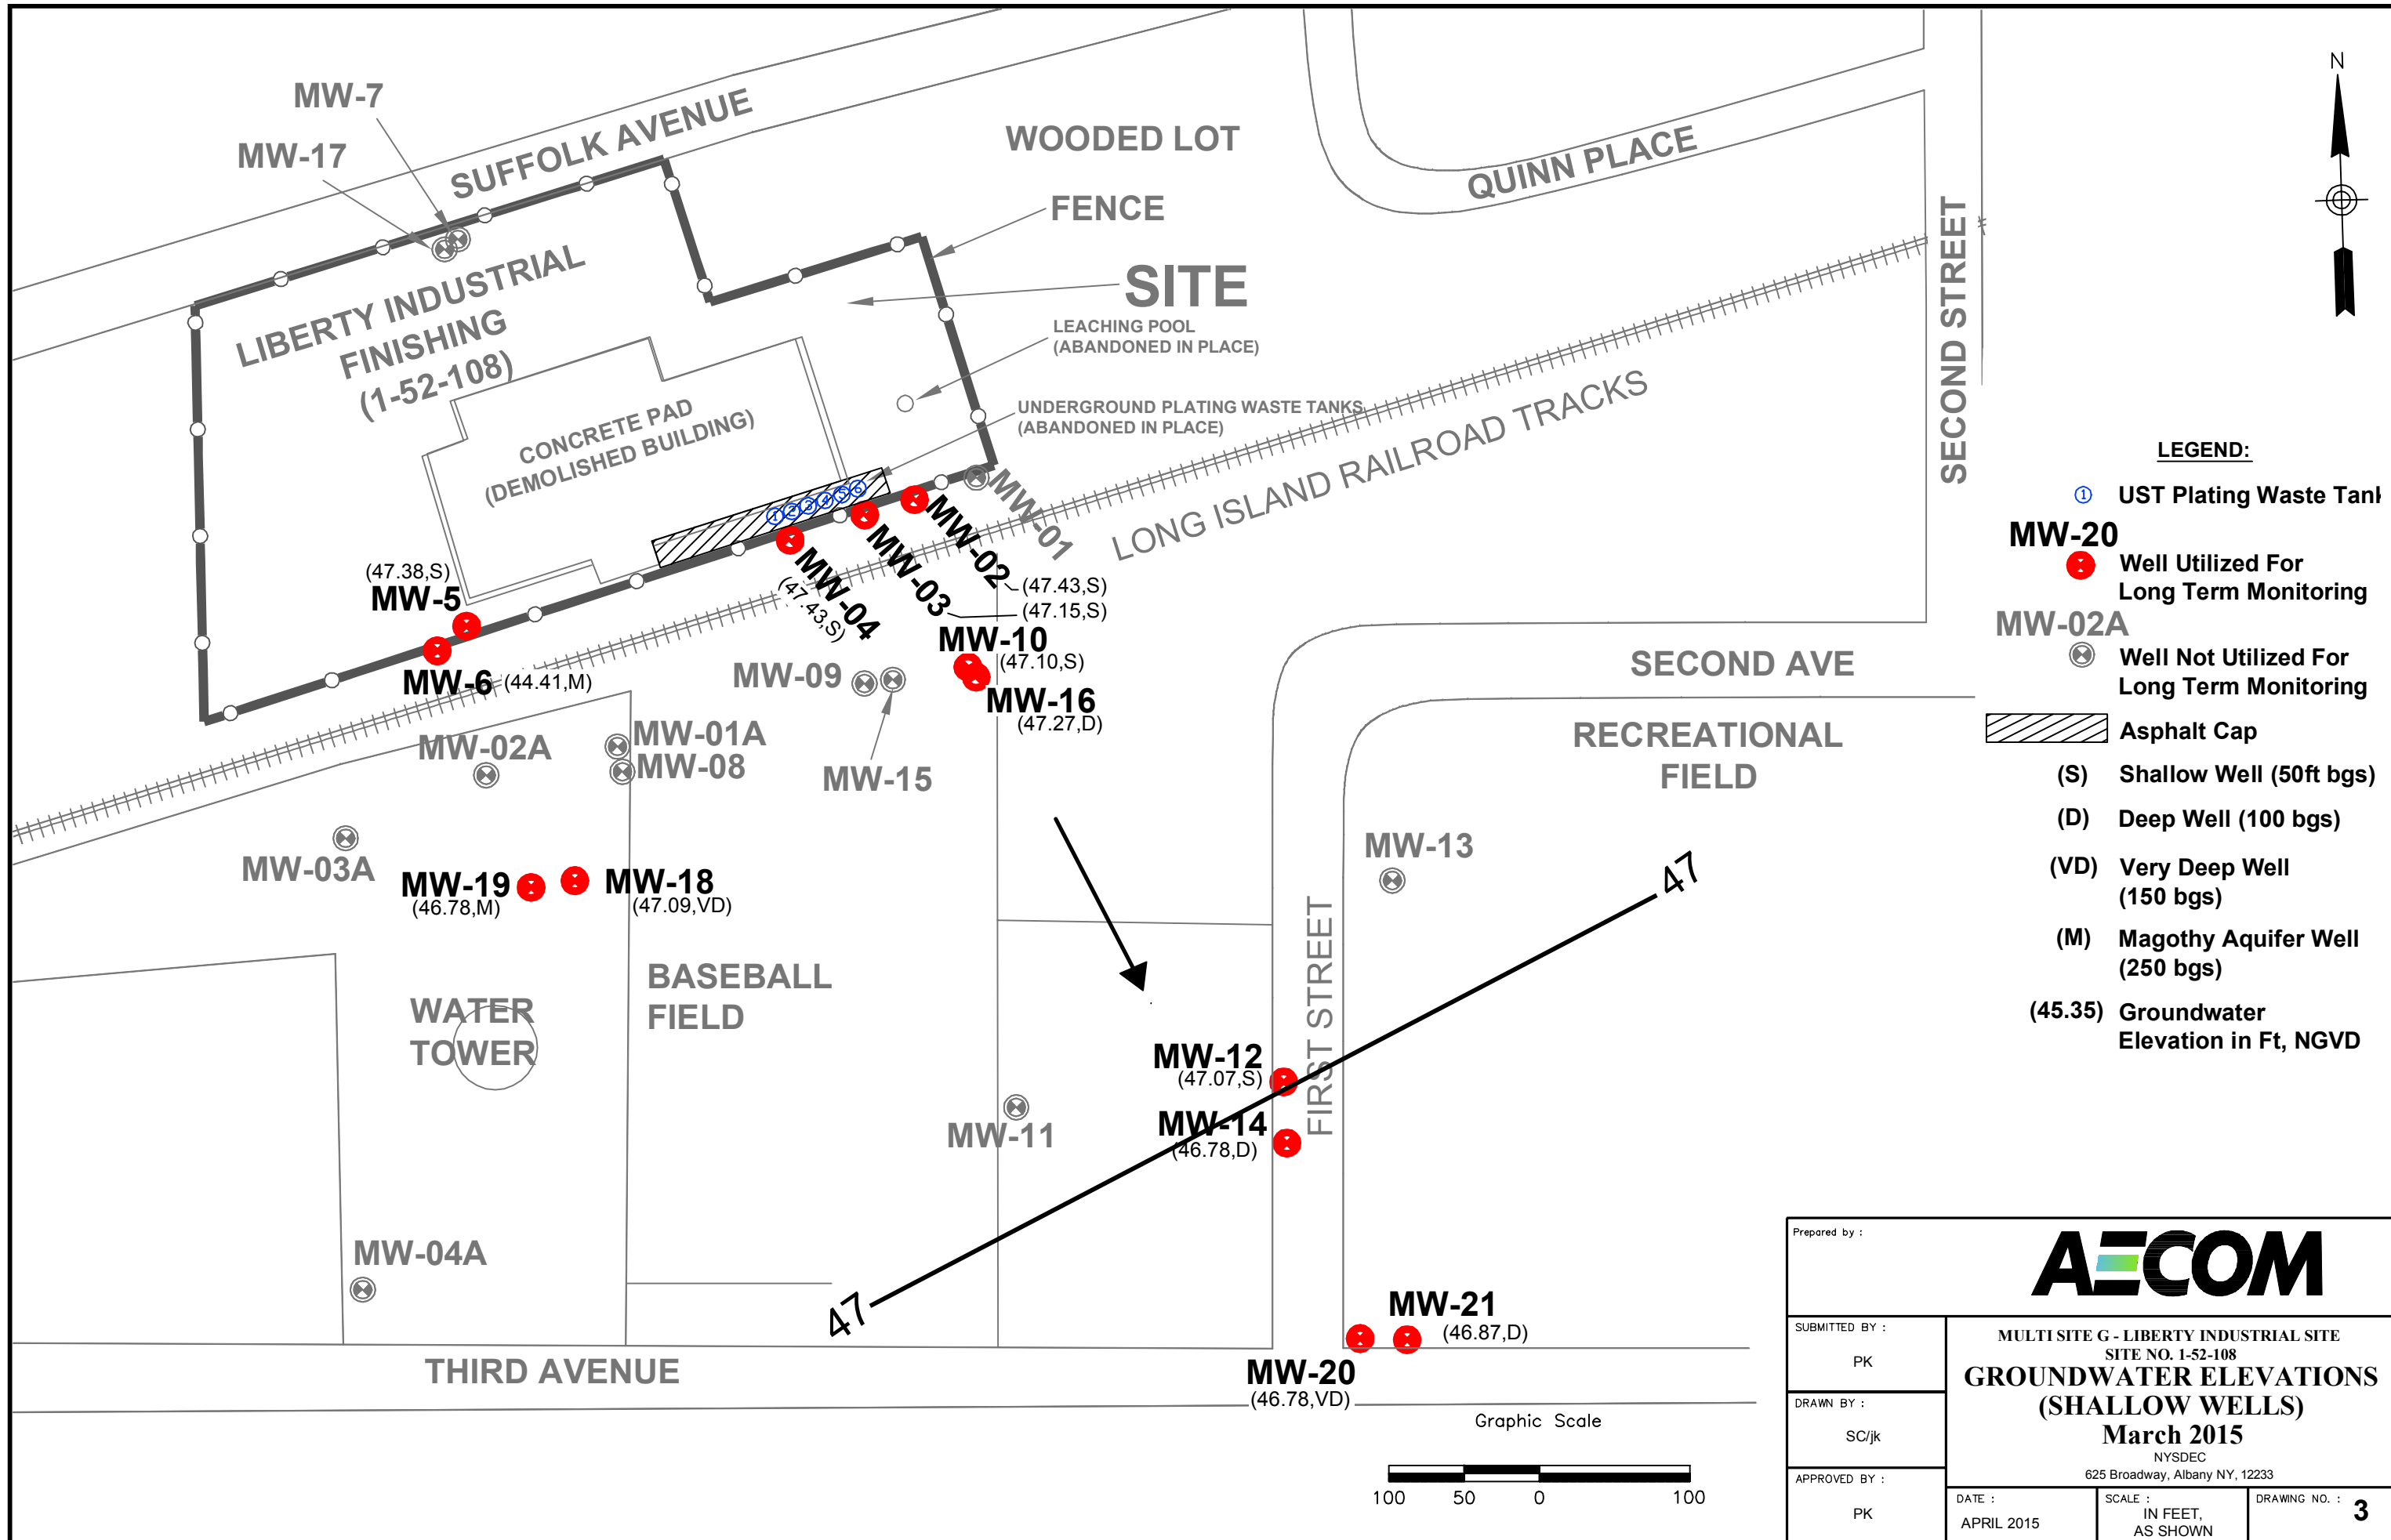 N
MW-7
MW-17
SUFFOLK AVENUE
WOODED LOT
QUINN PLACE
FENCE
SITE
LIBERTY INDUSTRIAL
FINISHING
(1-52-108)
LEACHING POOL
(ABANDONED IN PLACE)
UNDERGROUND PLATING WASTE TANKS
(ABANDONED IN PLACE)
CONCRETE PAD
(DEMOLISHED BUILDING)
1 2 3 4 5 6
SECOND STREET
LONG ISLAND RAILROAD TRACKS
MW-01
MW-02
(47.43,S)
MW-03
(47.15,S)
MW-04
(47.43,S)
(47.38,S)
MW-5
MW-6 (44.41,M)
MW-10
(47.10,S)
MW-16
(47.27,D)
MW-09
MW-15
SECOND AVE
RECREATIONAL
FIELD
MW-02A
MW-01A
MW-08
MW-03A
MW-19
(46.78,M)
MW-18
(47.09,VD)
MW-13
47
BASEBALL
FIELD
WATER
TOWER
FIRST STREET
MW-12
(47.07,S)
MW-14
(46.78,D)
MW-11
MW-04A
47
MW-21
(46.87,D)
MW-20
(46.78,VD)
THIRD AVENUE
Graphic Scale
100 50 0 100
LEGEND:
1 UST Plating Waste Tank
MW-20
Well Utilized For
Long Term Monitoring
MW-02A
Well Not Utilized For
Long Term Monitoring
Asphalt Cap
(S) Shallow Well (50ft bgs)
(D) Deep Well (100 bgs)
(VD) Very Deep Well
(150 bgs)
(M) Magothy Aquifer Well
(250 bgs)
(45.35) Groundwater
Elevation in Ft, NGVD
Prepared by :
AECOM
SUBMITTED BY :
PK
DRAWN BY :
SC/jk
APPROVED BY :
PK
MULTI SITE G - LIBERTY INDUSTRIAL SITE
SITE NO. 1-52-108
GROUNDWATER ELEVATIONS
(SHALLOW WELLS)
March 2015
NYSDEC
625 Broadway, Albany NY, 12233
DATE :
APRIL 2015
SCALE :
IN FEET,
AS SHOWN
DRAWING NO. : 3